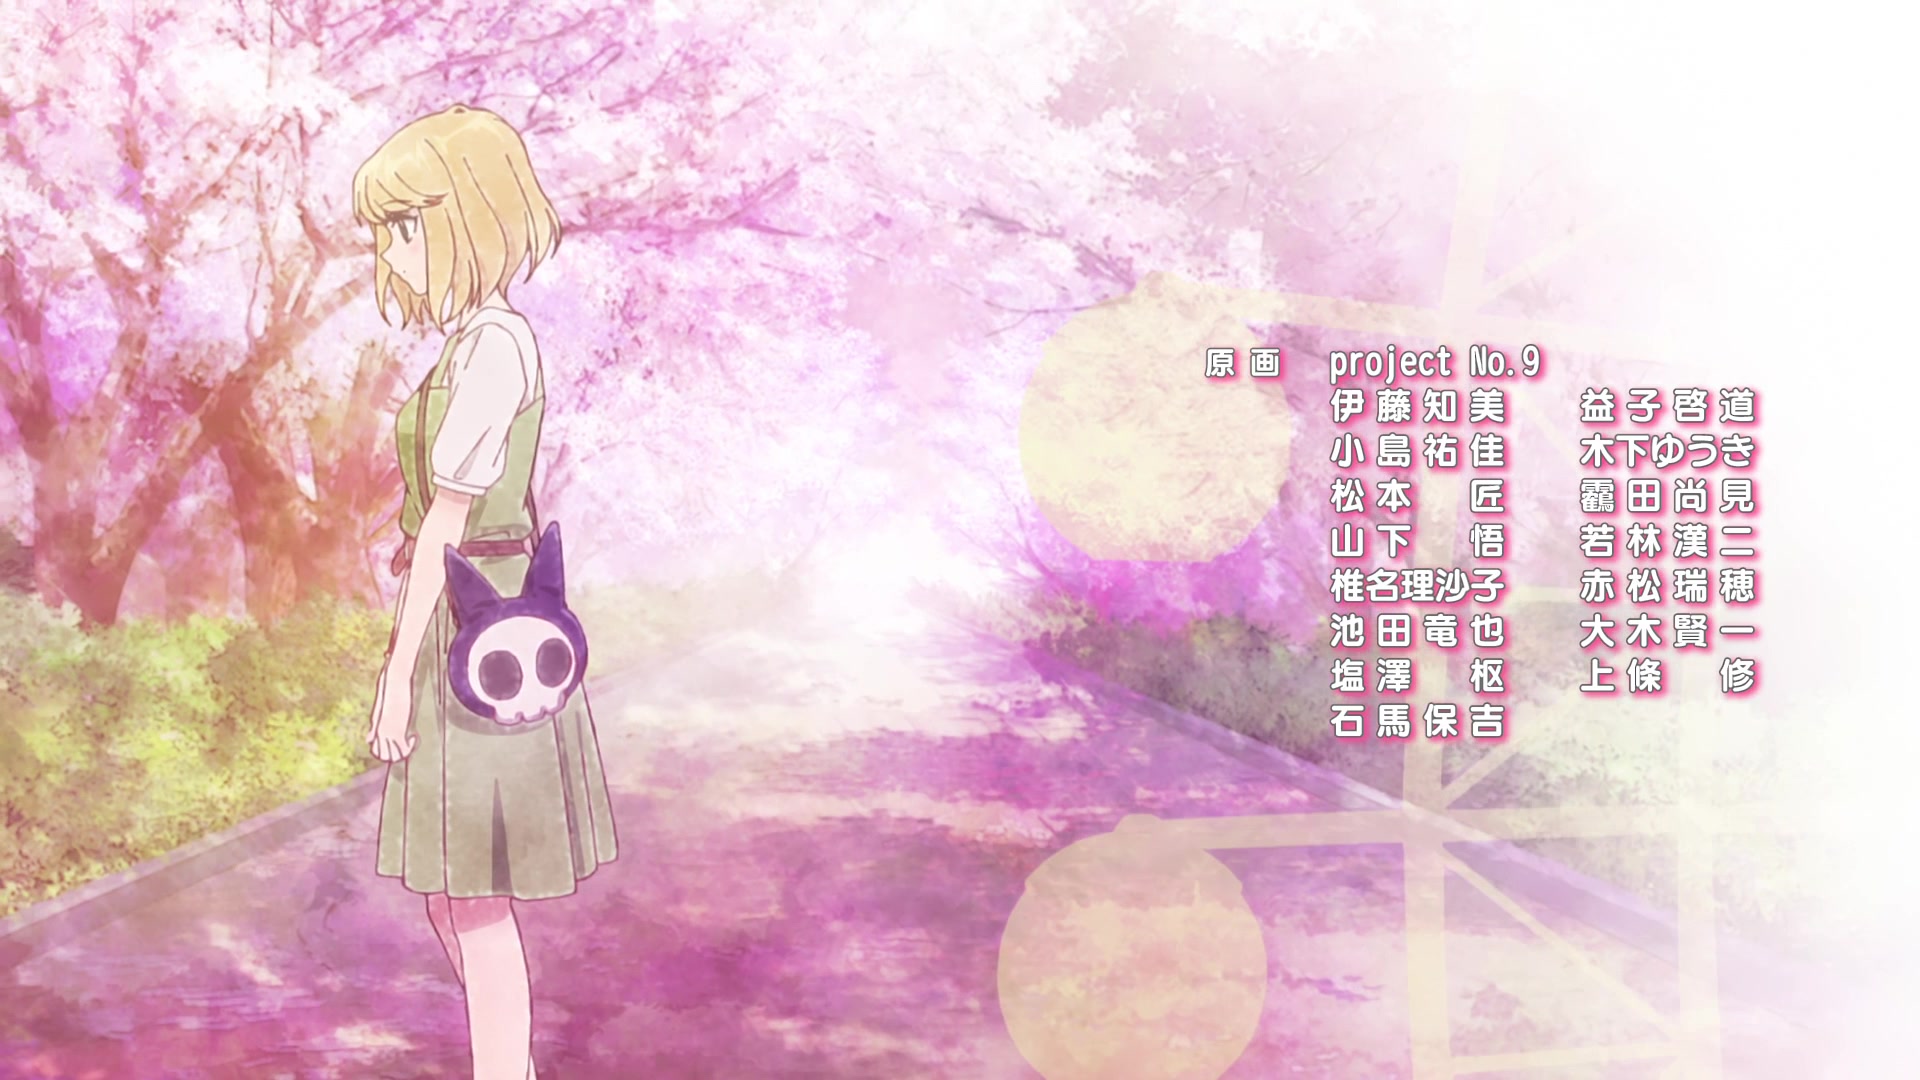 原画 project No.9
伊藤知美 益子啓道
小島祐佳 木下ゆうき
松本匠 靍田尚見
山下悟 若林漢二
椎名理沙子 赤松瑞穂
池田竜也 大木賢一
塩澤枢 上條修
石馬保吉